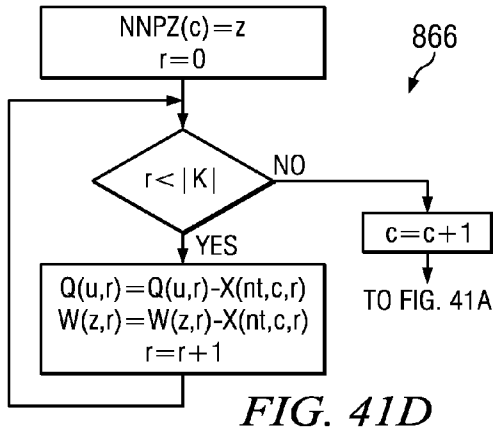 NNPZ(c)=z
r=0
866
r<|K|
NO
YES
c=c+1
Q(u,r)=Q(u,r)-X(nt,c,r)
W(z,r)=W(z,r)-X(nt,c,r)
r=r+1
TO FIG. 41A
FIG. 41D